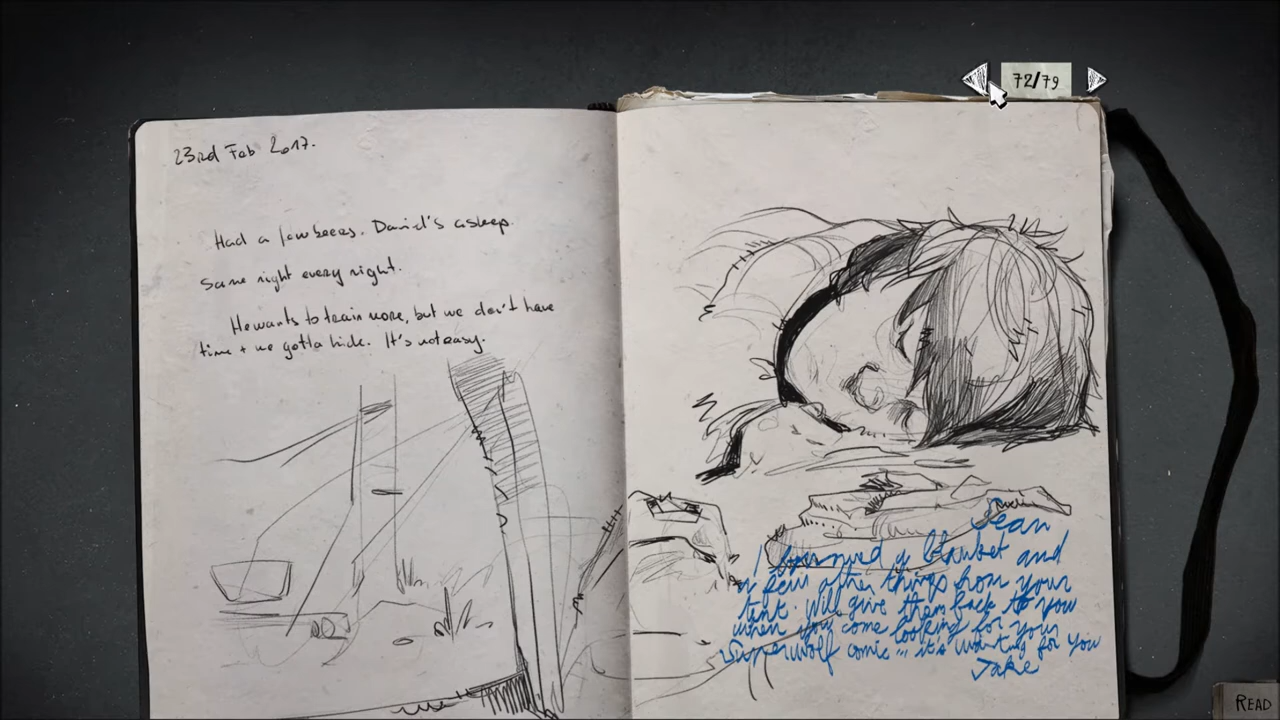 72/79
23rd Feb 2017.
Had a few beers. Daniel's asleep.
Same night every night.
He wants to train more, but we don't have
time + we gotta hide. It's not easy.
Sean
I borrowed a blanket and
a few other things from your
tent. Will give them back to you
when you come looking for your
Superwolf comic... it's waiting for you
Jake
READ